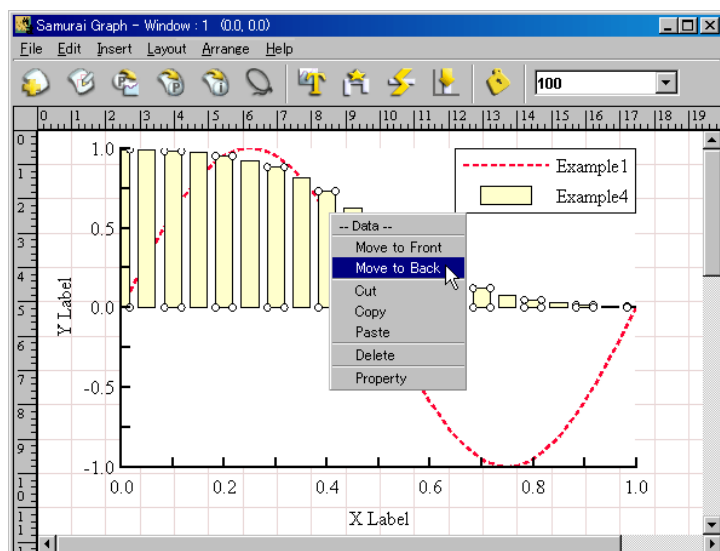 Samurai Graph - Window : 1 (0.0, 0.0)
File Edit Insert Layout Arrange Help
100
0 1 2 3 4 5 6 7 8 9 10 11 12 13 14 15 16 17 18 19
0
1
2
3
4
5
6
7
8
9
10
11
1.0
0.5
0.0
-0.5
-1.0
Y Label
0.0 0.2 0.4 0.6 0.8 1.0
X Label
Example1
Example4
-- Data --
Move to Front
Move to Back
Cut
Copy
Paste
Delete
Property